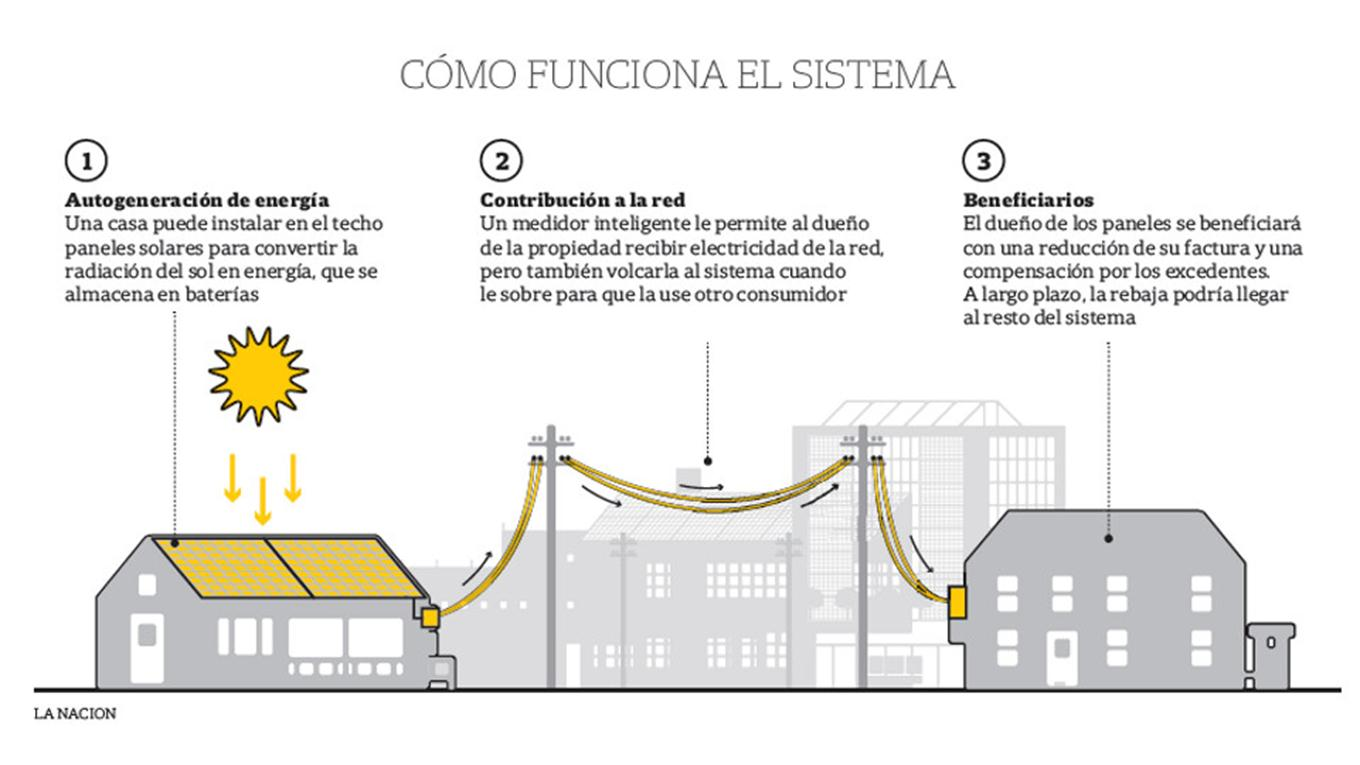 CÓMO FUNCIONA EL SISTEMA
1
Autogeneración de energía
Una casa puede instalar en el techo
paneles solares para convertir la
radiación del sol en energía, que se
almacena en baterías
2
Contribución a la red
Un medidor inteligente le permite al dueño
de la propiedad recibir electricidad de la red,
pero también volcarla al sistema cuando
le sobre para que la use otro consumidor
3
Beneficiarios
El dueño de los paneles se beneficiará
con una reducción de su factura y una
compensación por los excedentes.
A largo plazo, la rebaja podría llegar
al resto del sistema
LA NACION